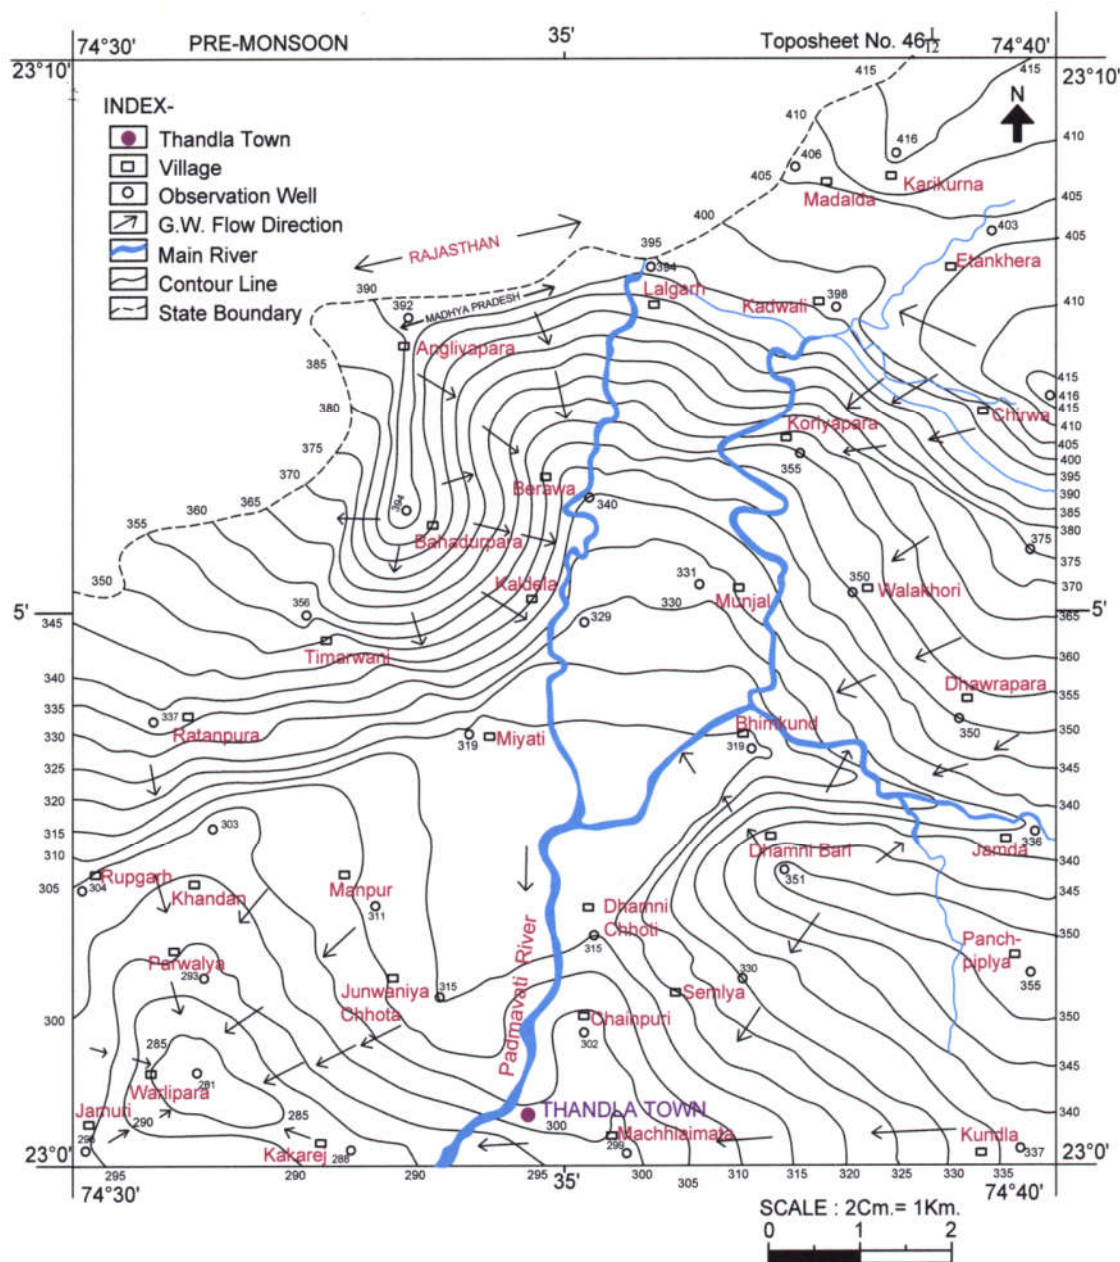 74°30'
PRE-MONSOON
35'
Toposheet No. 46 I/12
74°40'
23°10'
23°10'
415
415
INDEX-
Thandla Town
Village
Observation Well
G.W. Flow Direction
Main River
Contour Line
State Boundary
N
410
410
416
406
405
Karikurna
Madalda
405
400
403
405
RAJASTHAN
395
394
Etankhera
390
392
MADHYA PRADESH
Lalgarh
Kadwali
398
410
Anglivapara
385
415
416
415
380
Chirwa
410
Koriyapara
405
375
355
400
370
Berawa
395
394
340
390
365
385
360
Bahadurpara
380
355
375
375
350
Kaldela
331
350
Walakhori
370
330
Munjal
5'
356
329
5'
345
365
Timarwani
340
360
Dhawrapara
335
337
355
Ratanpura
Bhimkund
350
330
319
Miyati
319
350
325
345
320
340
315
303
336
310
Dhamni Bari
Jamda
340
305
Rupgarh
304
Khandan
Manpur
351
345
311
Dhamni
Chhoti
350
Parwalya
315
Panch-
piplya
293
330
355
Junwaniya
Chhota
315
Semlya
300
Chainpuri
350
302
Padmavati River
285
345
Warlipara
281
Jamuri
290
285
THANDLA TOWN
340
300
Machhlaimata
Kundla
Kakarej
299
337
23°0'
23°0'
295
290
290
295
35'
300
305
310
315
320
325
330
335
74°30'
74°40'
SCALE : 2Cm.= 1Km.
0
1
2